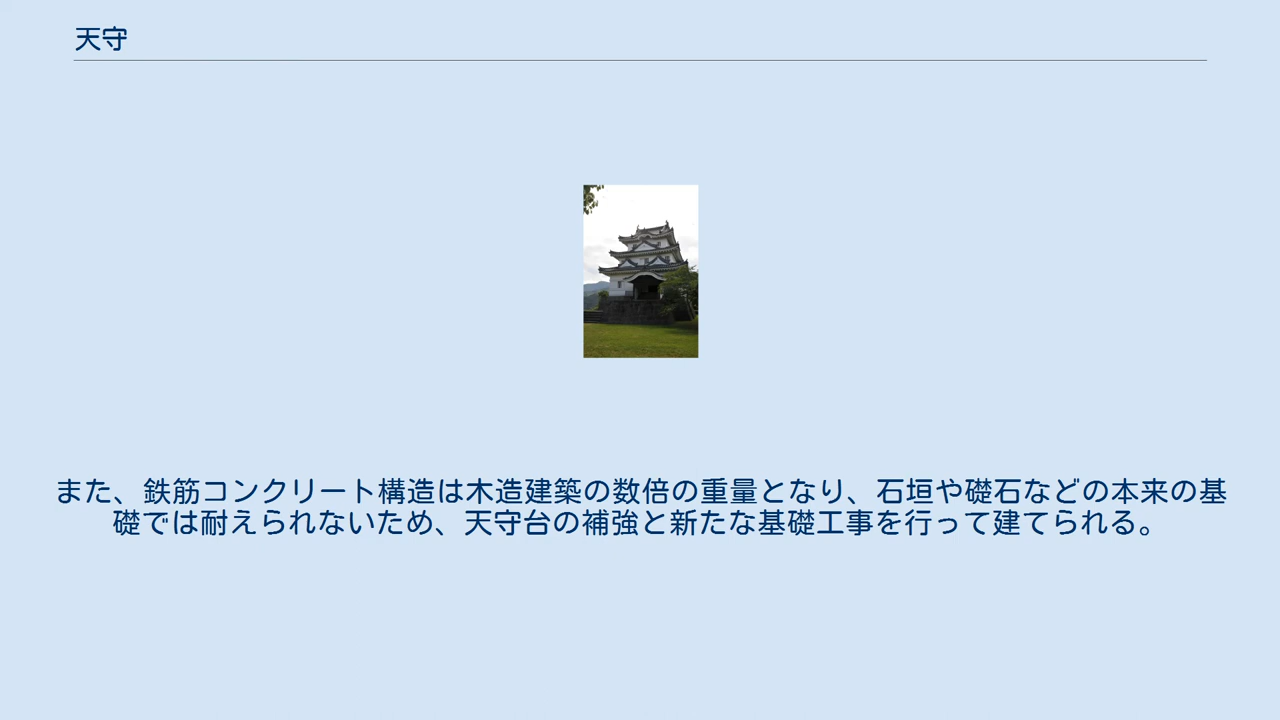 天守
また、鉄筋コンクリート構造は木造建築の数倍の重量となり、石垣や礎石などの本来の基
礎では耐えられないため、天守台の補強と新たな基礎工事を行って建てられる。